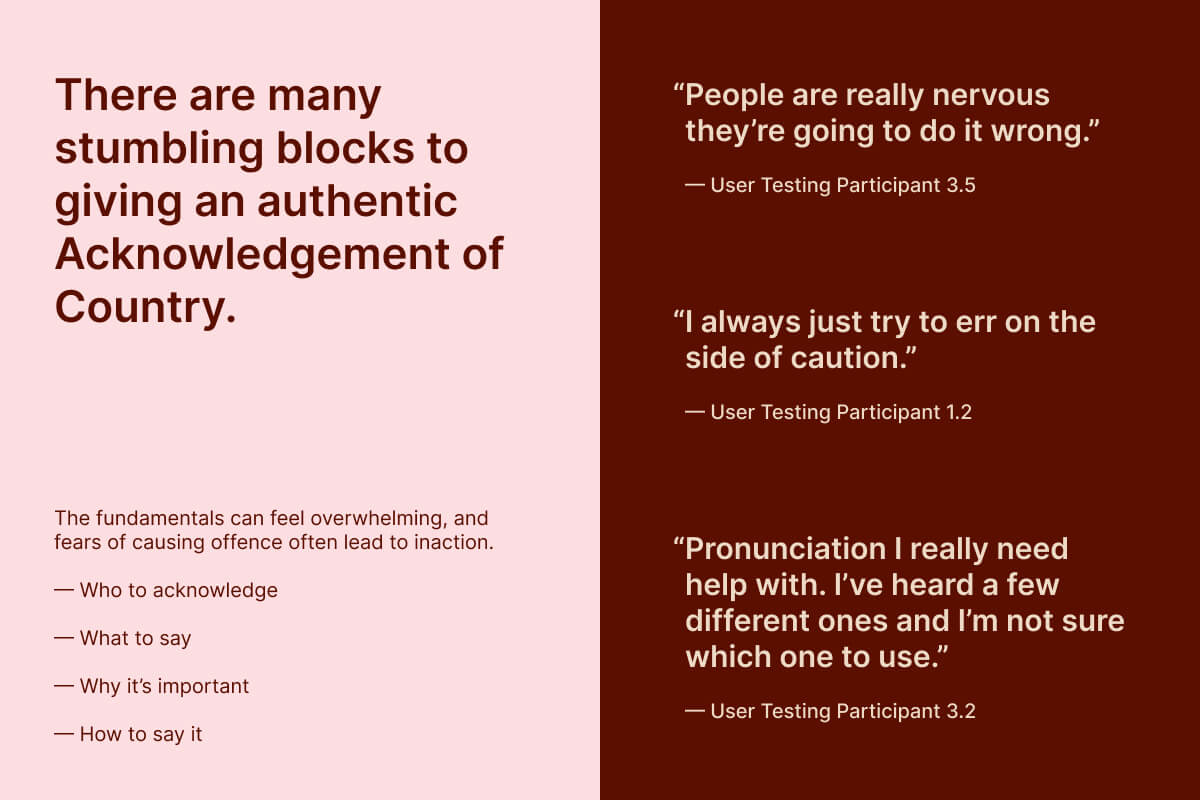 There are many
stumbling blocks to
giving an authentic
Acknowledgement of
Country.
The fundamentals can feel overwhelming, and
fears of causing offence often lead to inaction.
— Who to acknowledge
— What to say
— Why it’s important
— How to say it
“People are really nervous
they’re going to do it wrong.”
— User Testing Participant 3.5
“I always just try to err on the
side of caution.”
— User Testing Participant 1.2
“Pronunciation I really need
help with. I’ve heard a few
different ones and I’m not sure
which one to use.”
— User Testing Participant 3.2